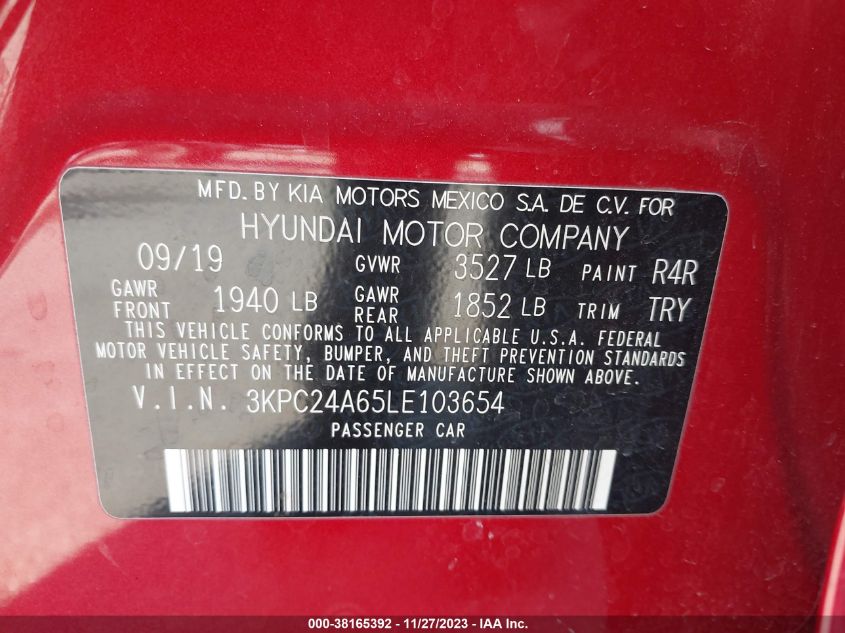 MFD. BY KIA MOTORS MEXICO S.A. DE C.V. FOR
HYUNDAI MOTOR COMPANY
09/19 GVWR 3527 LB PAINT R4R
GAWR FRONT 1940 LB GAWR REAR 1852 LB TRIM TRY
THIS VEHICLE CONFORMS TO ALL APPLICABLE U.S.A. FEDERAL
MOTOR VEHICLE SAFETY, BUMPER, AND THEFT PREVENTION STANDARDS
IN EFFECT ON THE DATE OF MANUFACTURE SHOWN ABOVE.
V.I.N. 3KPC24A65LE103654
PASSENGER CAR
000-38165392 - 11/27/2023 - IAA Inc.